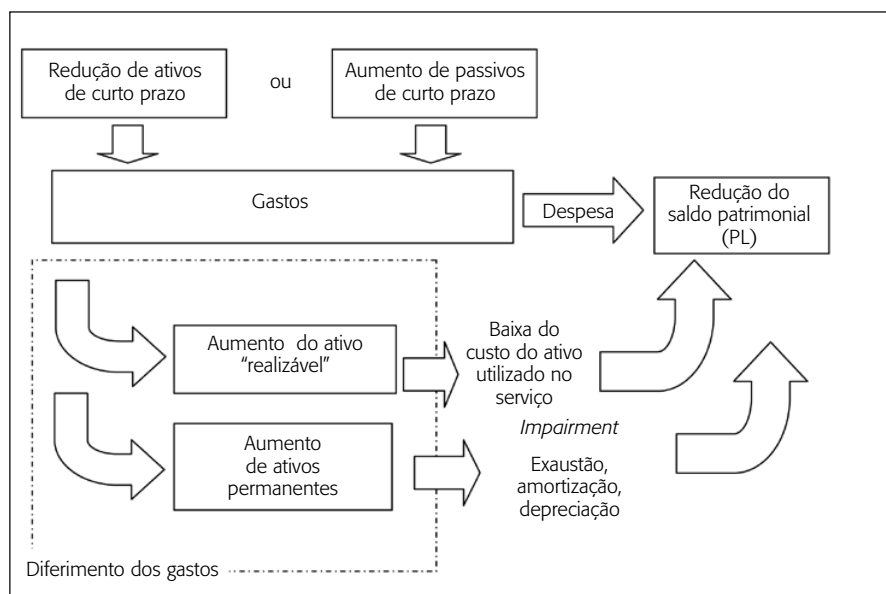 Redução de ativos
de curto prazo
ou
Aumento de passivos
de curto prazo
Gastos
Despesa
Redução do
saldo patrimonial
(PL)
Aumento do ativo
“realizável”
Baixa do
custo do ativo
utilizado no
serviço
Impairment
Aumento
de ativos
permanentes
Exaustão,
amortização,
depreciação
Diferimento dos gastos